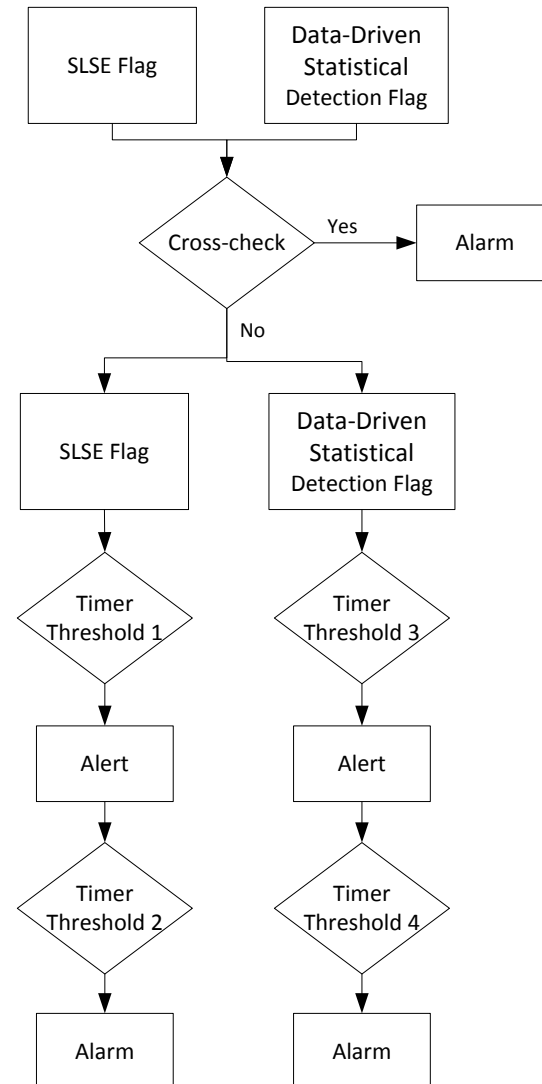 SLSE Flag
Data-Driven
Statistical
Detection Flag
Cross-check
Yes
Alarm
No
SLSE Flag
Data-Driven
Statistical
Detection Flag
Timer
Threshold 1
Timer
Threshold 3
Alert
Alert
Timer
Threshold 2
Timer
Threshold 4
Alarm
Alarm